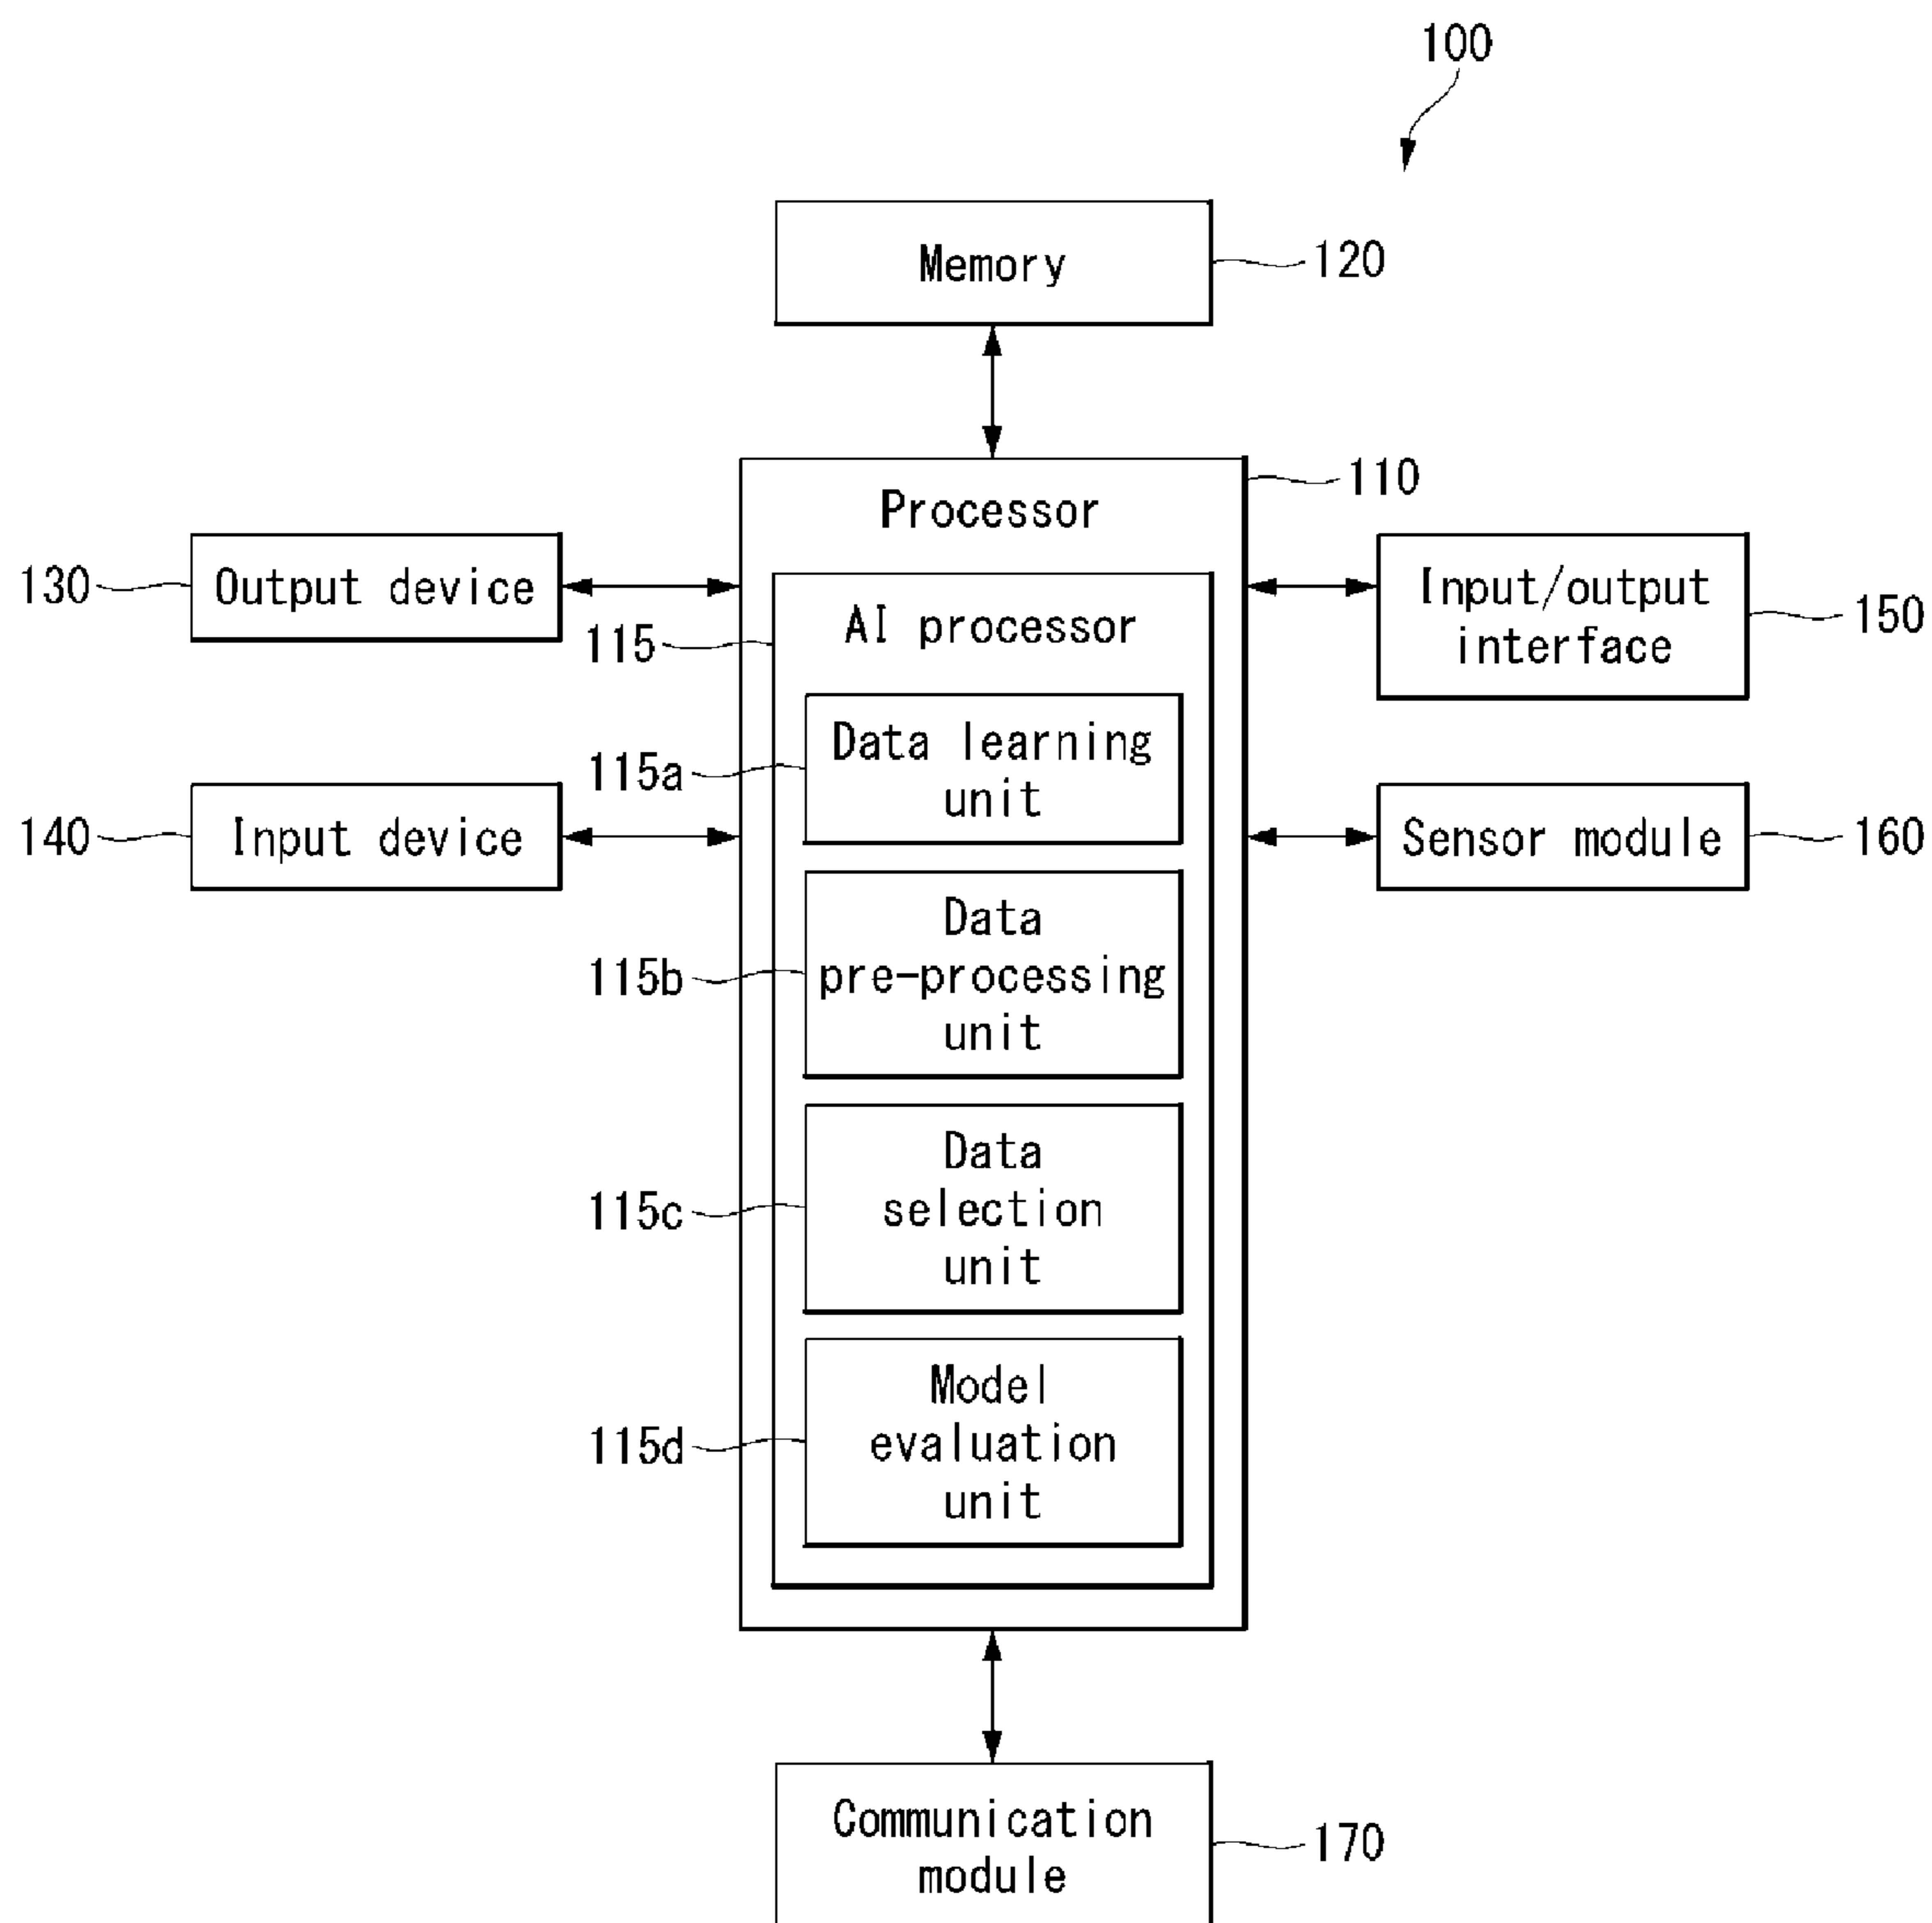 100
Memory
120
110
Processor
130
Output device
Input/output
interface
150
AI processor
115
Data learning
unit
115a
140
Input device
Sensor module
160
Data
pre-processing
unit
115b
Data
selection
unit
115c
Model
evaluation
unit
115d
Communication
module
170